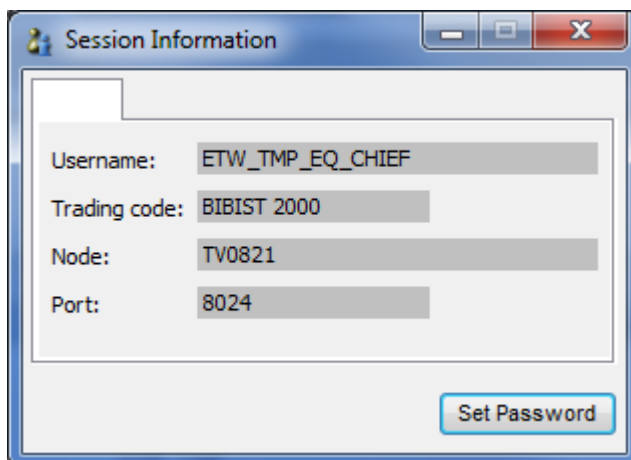 Session Information
Username: ETW_TMP_EQ_CHIEF
Trading code: BIBIST 2000
Node: TV0821
Port: 8024
Set Password